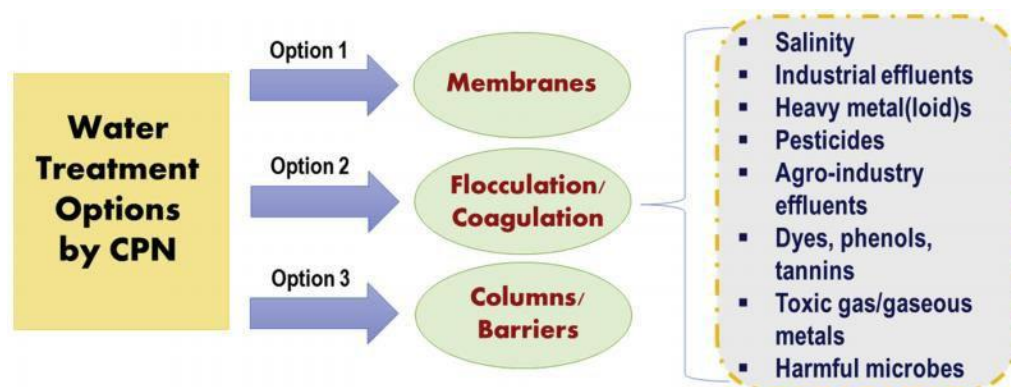 Water
Treatment
Options
by CPN
Option 1
Membranes
Option 2
Flocculation/
Coagulation
Option 3
Columns/
Barriers
▪ Salinity
▪ Industrial effluents
▪ Heavy metal(loid)s
▪ Pesticides
▪ Agro-industry
effluents
▪ Dyes, phenols,
tannins
▪ Toxic gas/gaseous
metals
▪ Harmful microbes